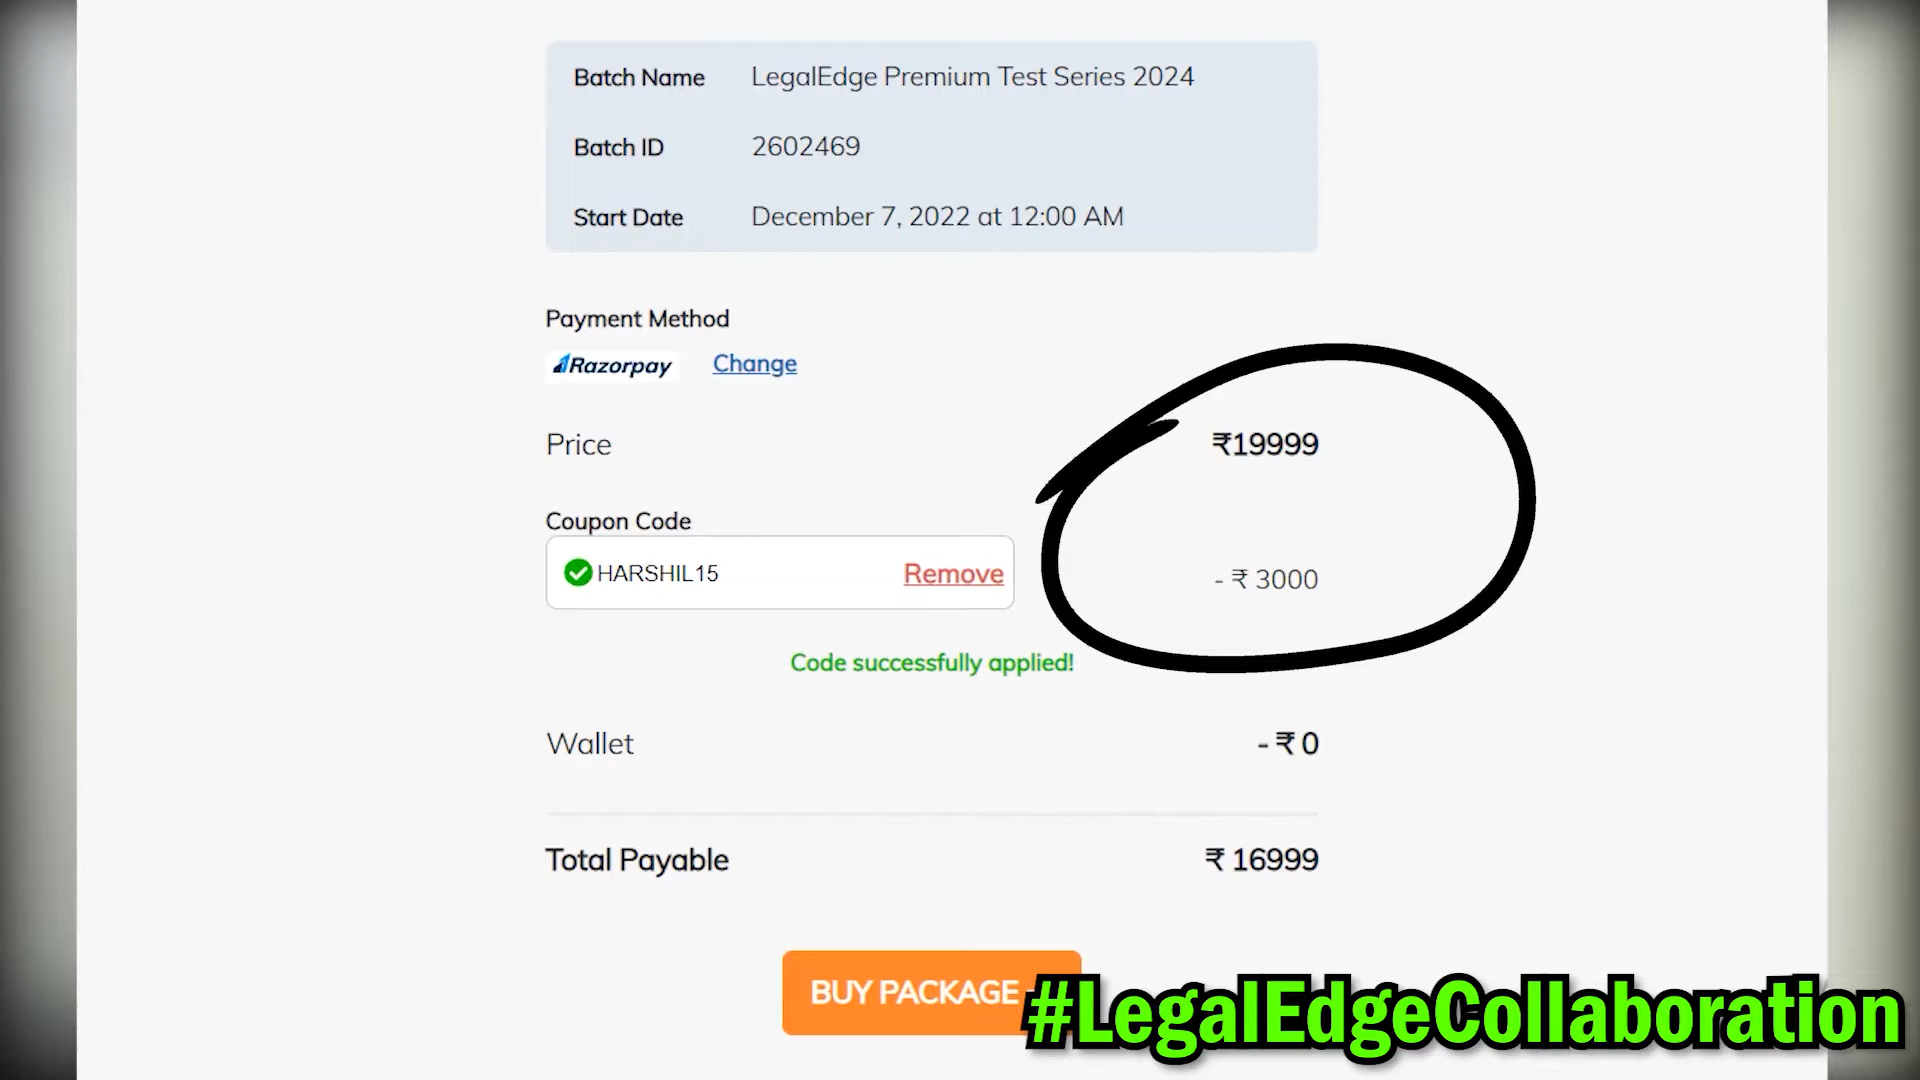 Batch Name LegalEdge Premium Test Series 2024
Batch ID 2602469
Start Date December 7, 2022 at 12:00 AM
Payment Method
Razorpay Change
Price ₹19999
Coupon Code
HARSHIL15 Remove - ₹ 3000
Code successfully applied!
Wallet - ₹ 0
Total Payable ₹ 16999
BUY PACKAGE
#LegalEdgeCollaboration